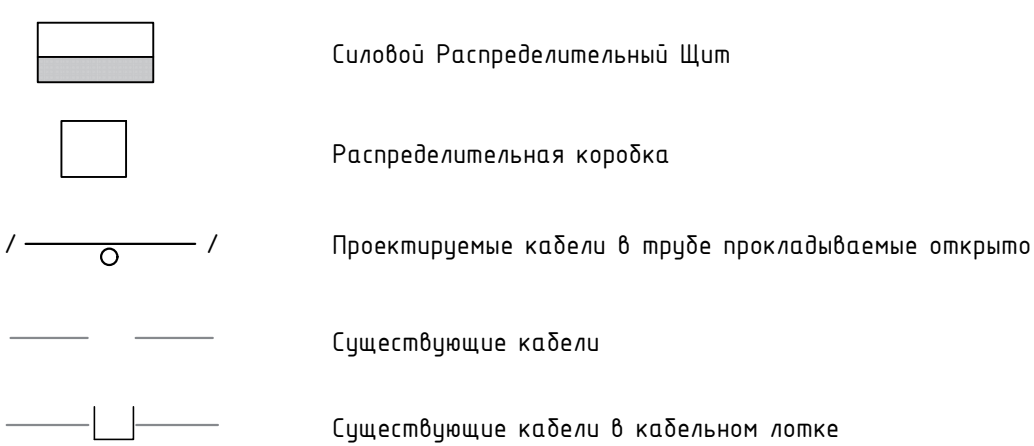 Силовой Распределительный Щит
Распределительная коробка
/ / Проектируемые кабели в трубе прокладываемые открыто
Существующие кабели
Существующие кабели в кабельном лотке